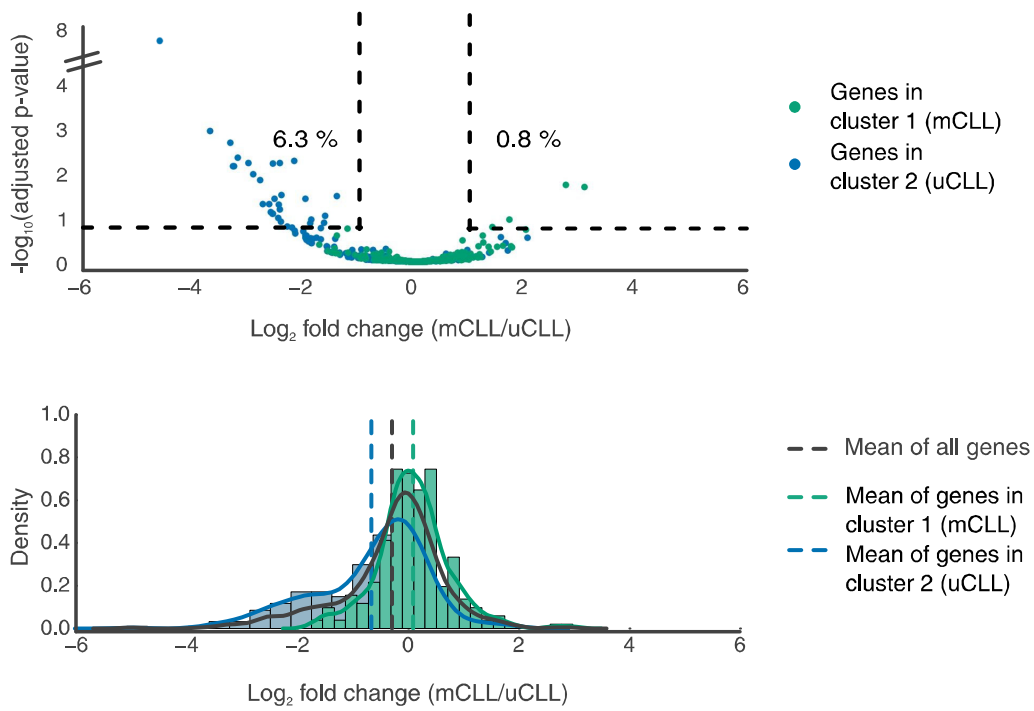 -log10(adjusted p-value)
8
4
3
2
1
0
6.3 %
0.8 %
−6
−4
−2
0
2
4
6
Log2 fold change (mCLL/uCLL)
Genes in
cluster 1 (mCLL)
Genes in
cluster 2 (uCLL)
Density
1.0
0.8
0.6
0.4
0.2
0.0
−6
−4
−2
0
2
4
6
Log2 fold change (mCLL/uCLL)
Mean of all genes
Mean of genes in
cluster 1 (mCLL)
Mean of genes in
cluster 2 (uCLL)